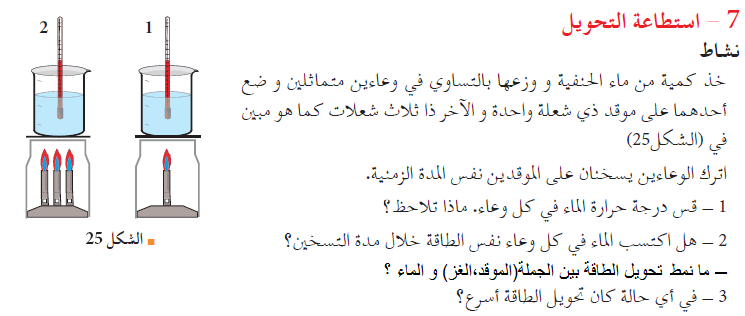 7 – استطاعة التحويل
نشاط
خذ كمية من ماء الحنفية و وزعها بالتساوي في وعاءين متماثلين و ضع
أحدهما على موقد ذي شعلة واحدة و الآخر ذا ثلاث شعلات كما هو مبين
في (الشكل25)
اترك الوعاءين يسخنان على الموقدين نفس المدة الزمنية.
1 – قس درجة حرارة الماء في كل وعاء. ماذا تلاحظ؟
2 – هل اكتسب الماء في كل وعاء نفس الطاقة خلال مدة التسخين؟
– ما نمط تحويل الطاقة بين الجملة(الموقد،الغز) و الماء ؟
3 – في أي حالة كان تحويل الطاقة أسرع؟
1
2
الشكل 25